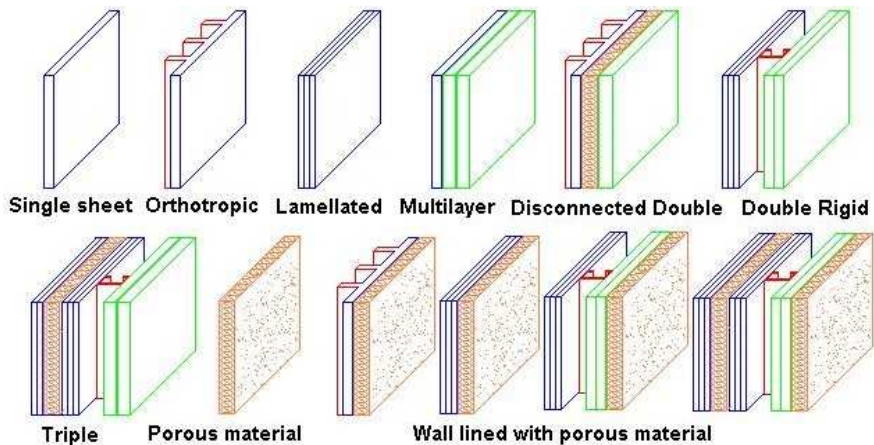 Single sheet Orthotropic Lamellated Multilayer Disconnected Double Double Rigid
Triple Porous material Wall lined with porous material